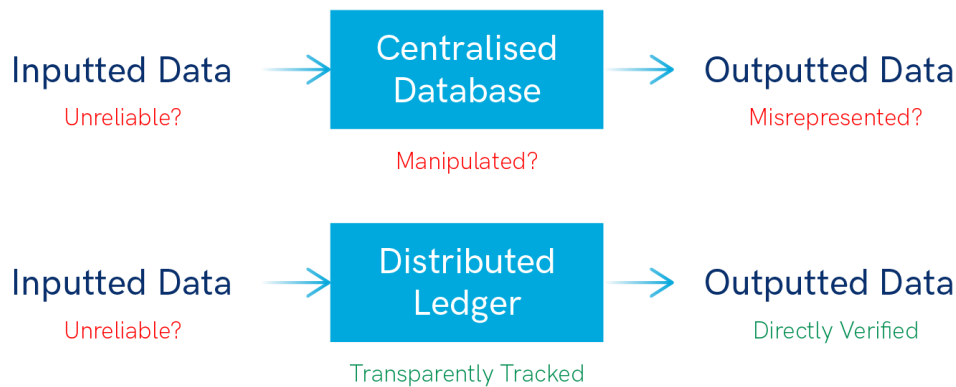 Inputted Data
Unreliable?
Centralised
Database
Manipulated?
Outputted Data
Misrepresented?
Inputted Data
Unreliable?
Distributed
Ledger
Transparently Tracked
Outputted Data
Directly Verified